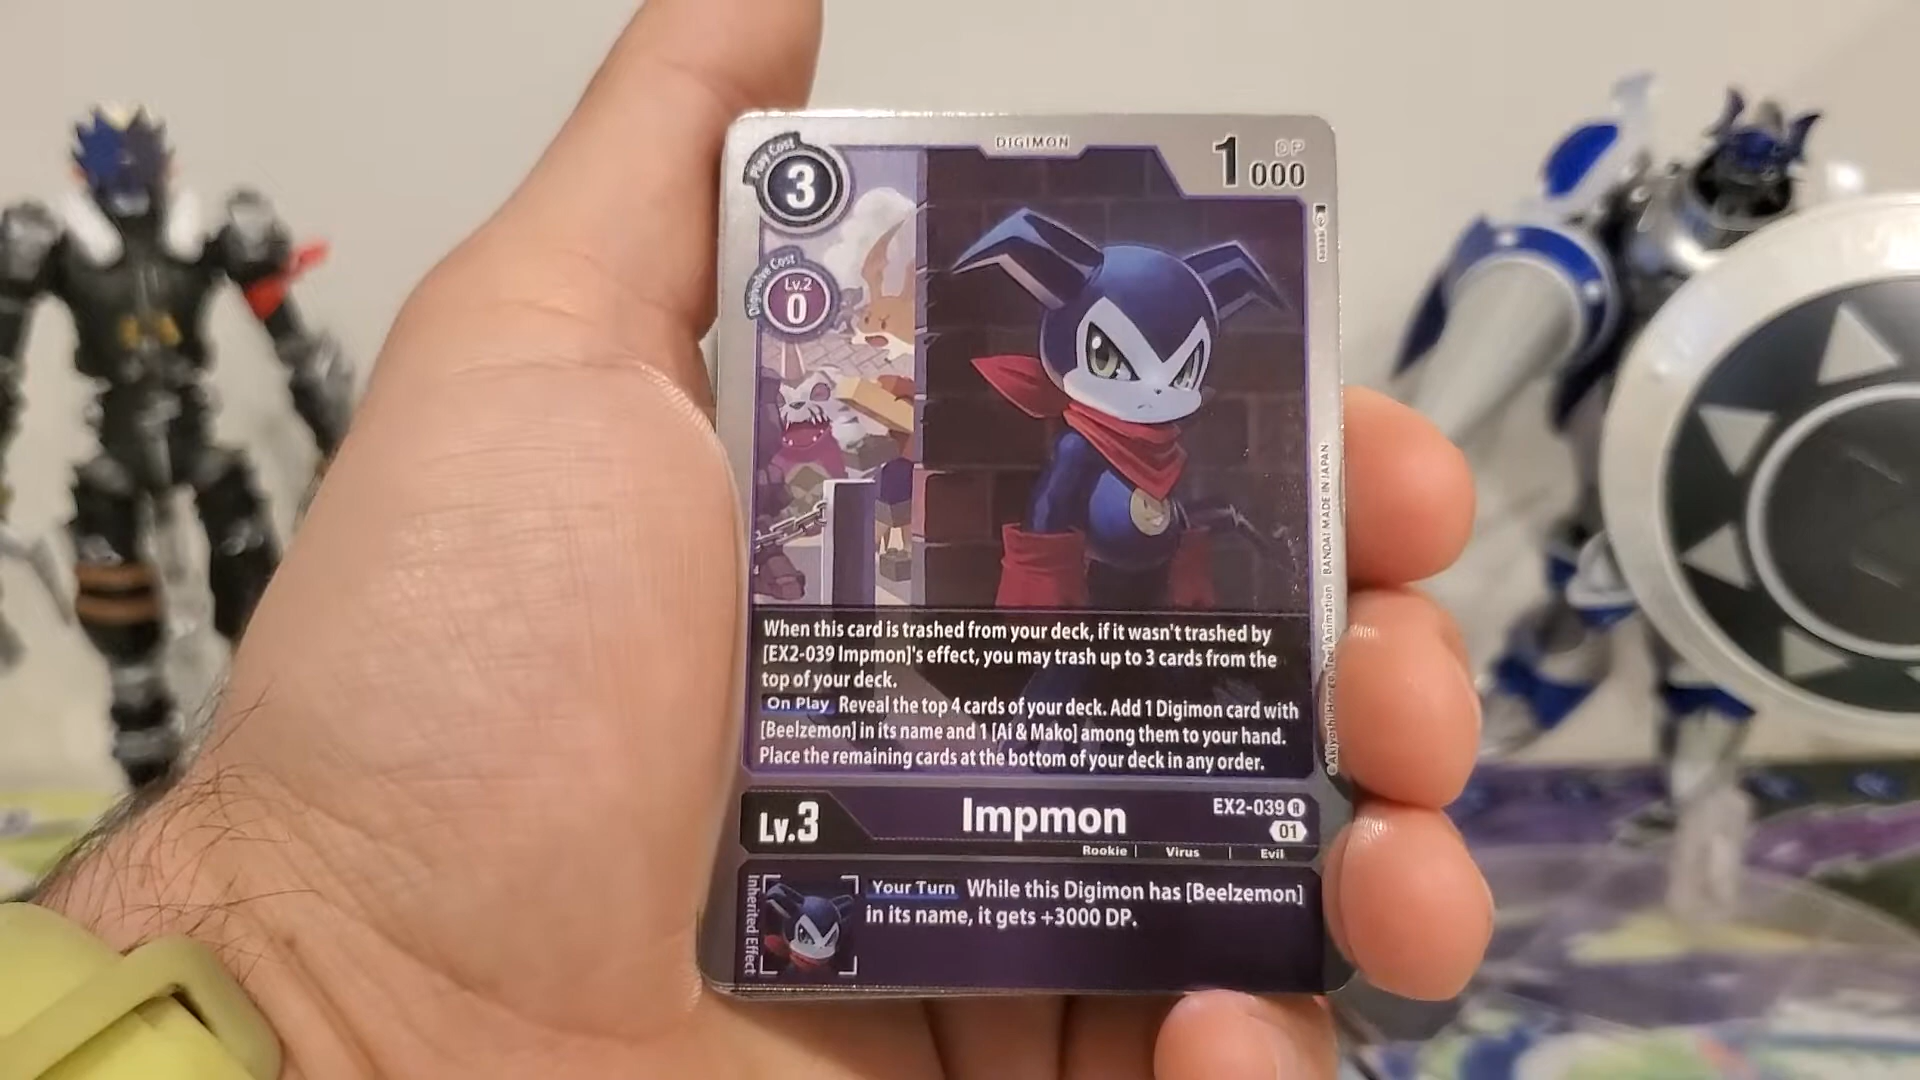 DIGIMON
Play Cost
3
DP
1000
Digivolve Cost
Lv.2
0
When this card is trashed from your deck, if it wasn't trashed by
[EX2-039 Impmon]'s effect, you may trash up to 3 cards from the
top of your deck.
On Play Reveal the top 4 cards of your deck. Add 1 Digimon card with
[Beelzemon] in its name and 1 [Ai & Mako] among them to your hand.
Place the remaining cards at the bottom of your deck in any order.
Lv.3
Impmon
EX2-039 R
01
Rookie | Virus | Evil
Inherited Effect
Your Turn While this Digimon has [Beelzemon]
in its name, it gets +3000 DP.
©Akiyoshi Hongo, Toei Animation BANDAI MADE IN JAPAN